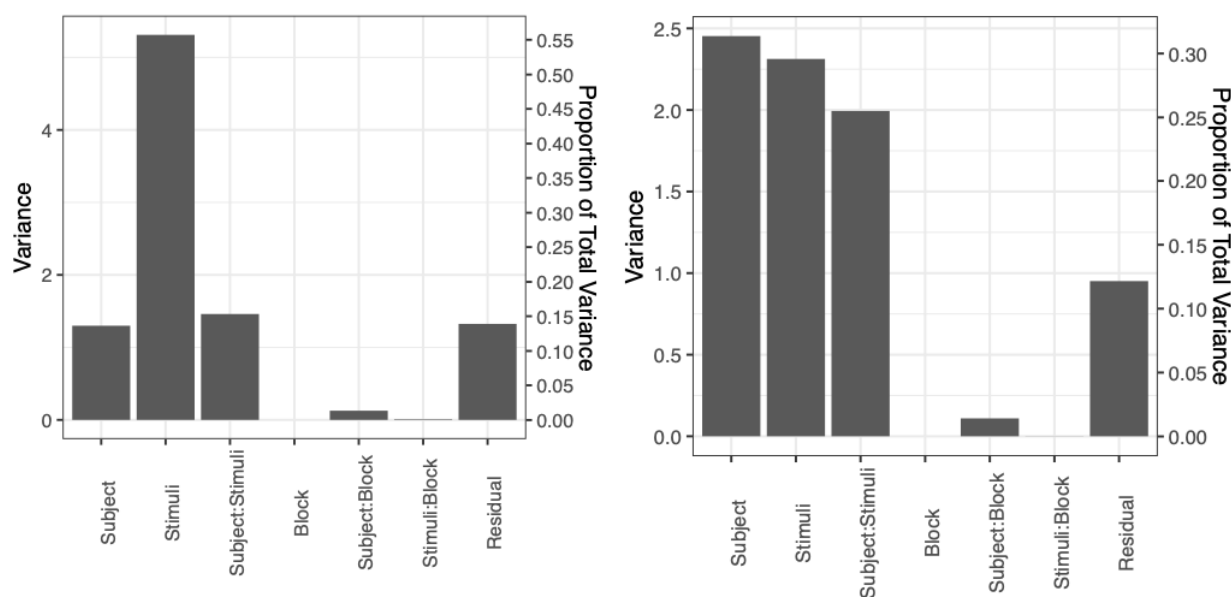 Variance
4
2
0
0.55
0.50
0.45
0.40
0.35
0.30
0.25
0.20
0.15
0.10
0.05
0.00
Proportion of Total Variance
Subject
Stimuli
Subject:Stimuli
Block
Subject:Block
Stimuli:Block
Residual
Variance
2.5
2.0
1.5
1.0
0.5
0.0
0.30
0.25
0.20
0.15
0.10
0.05
0.00
Proportion of Total Variance
Subject
Stimuli
Subject:Stimuli
Block
Subject:Block
Stimuli:Block
Residual